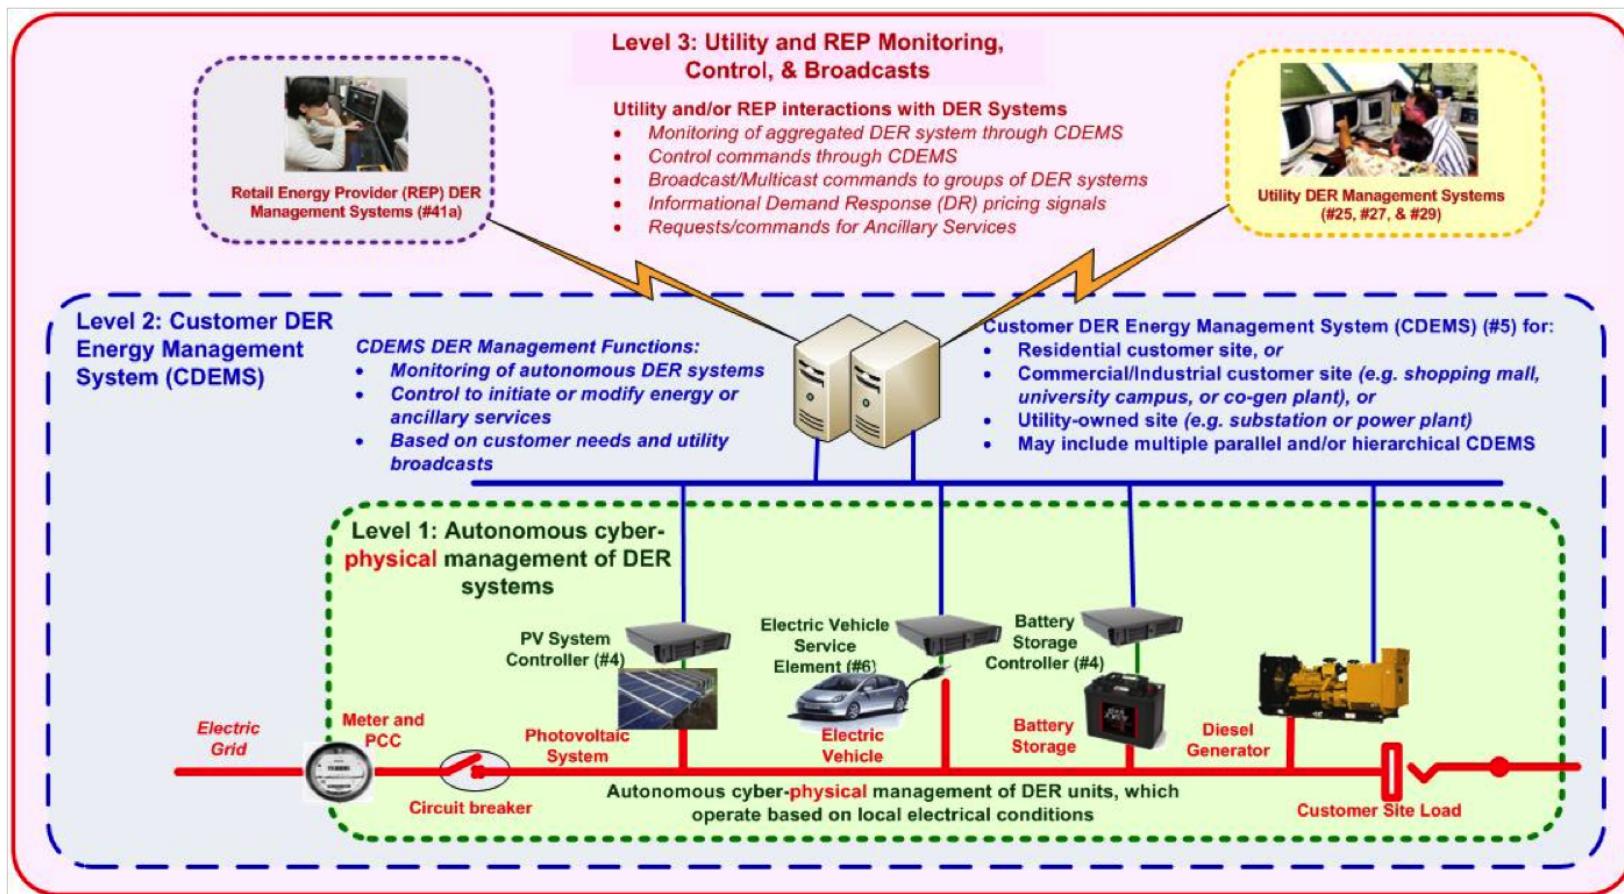 Level 3: Utility and REP Monitoring,
Control, & Broadcasts
Utility and/or REP interactions with DER Systems
• Monitoring of aggregated DER system through CDEMS
• Control commands through CDEMS
• Broadcast/Multicast commands to groups of DER systems
• Informational Demand Response (DR) pricing signals
• Requests/commands for Ancillary Services
Retail Energy Provider (REP) DER
Management Systems (#41a)
Utility DER Management Systems
(#25, #27, & #29)
Level 2: Customer DER
Energy Management
System (CDEMS)
CDEMS DER Management Functions:
• Monitoring of autonomous DER systems
• Control to initiate or modify energy or
ancillary services
• Based on customer needs and utility
broadcasts
Customer DER Energy Management System (CDEMS) (#5) for:
• Residential customer site, or
• Commercial/Industrial customer site (e.g. shopping mall,
university campus, or co-gen plant), or
• Utility-owned site (e.g. substation or power plant)
• May include multiple parallel and/or hierarchical CDEMS
Level 1: Autonomous cyber-
physical management of DER
systems
PV System
Controller (#4)
Electric Vehicle
Service
Element (#6)
Battery
Storage
Controller (#4)
Electric
Grid
Meter and
PCC
Circuit breaker
Photovoltaic
System
Electric
Vehicle
Battery
Storage
Diesel
Generator
Customer Site Load
Autonomous cyber-physical management of DER units, which
operate based on local electrical conditions